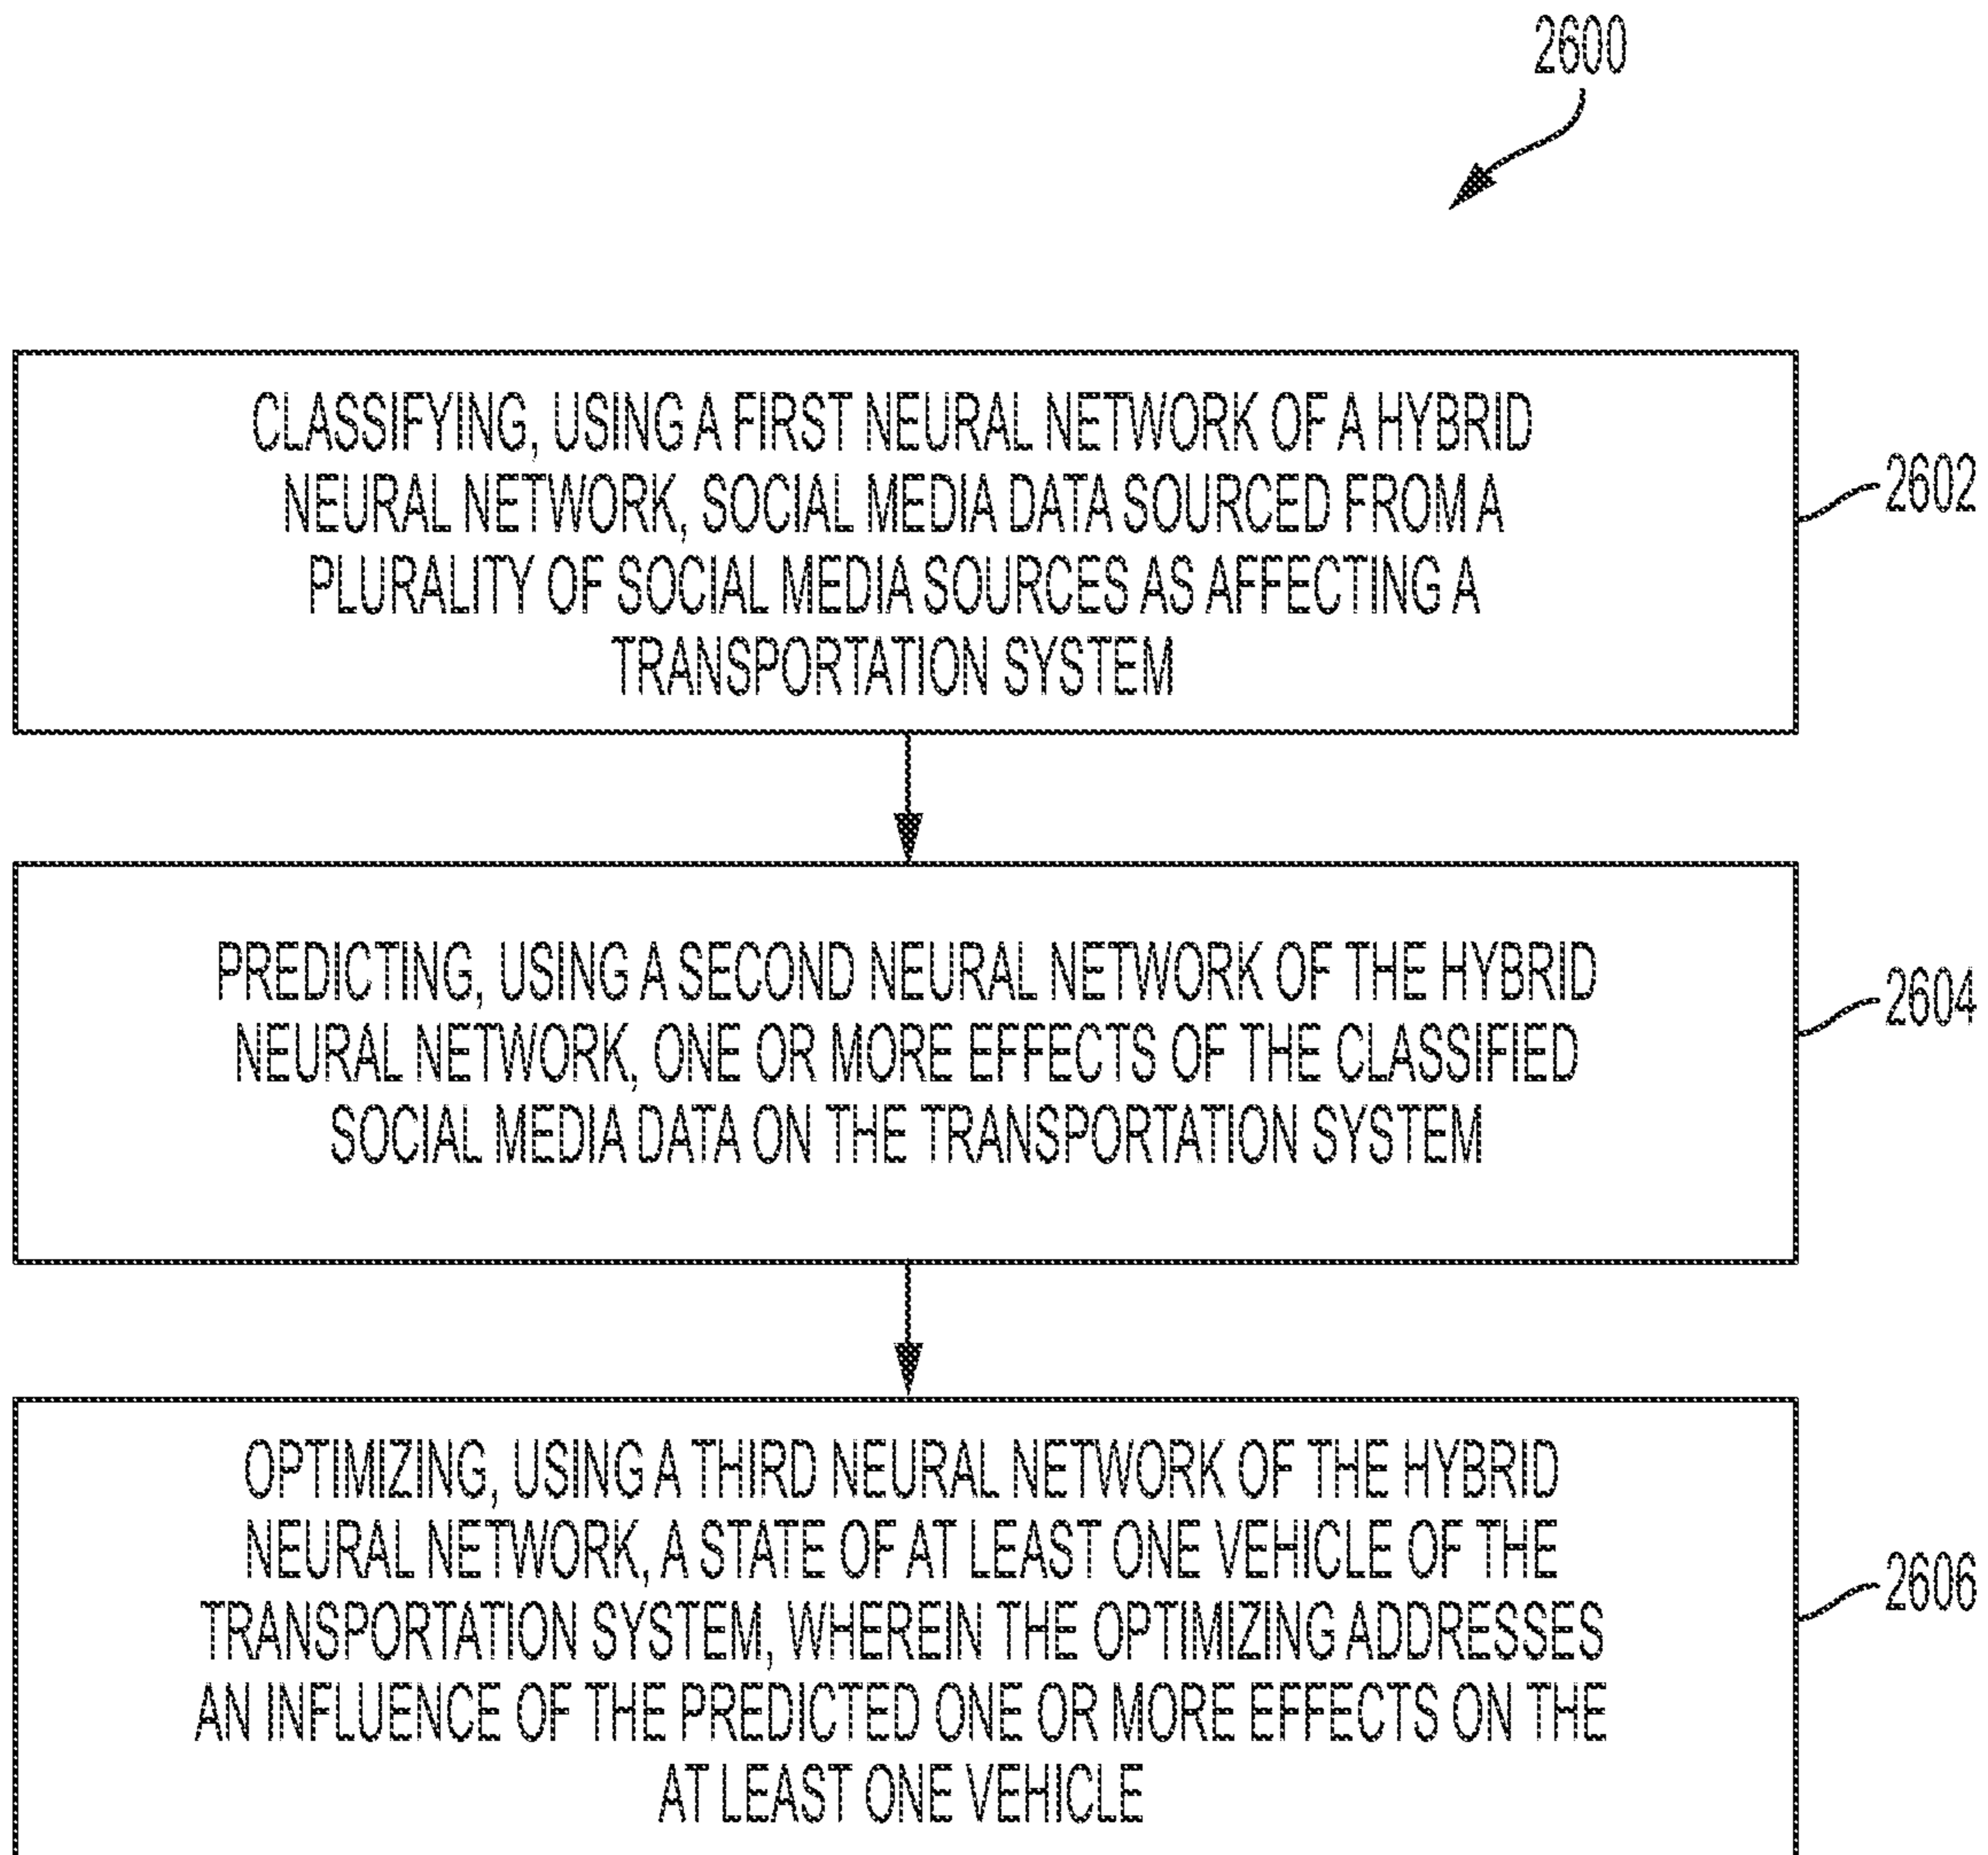 2600
CLASSIFYING, USING A FIRST NEURAL NETWORK OF A HYBRID
NEURAL NETWORK, SOCIAL MEDIA DATA SOURCED FROM A
PLURALITY OF SOCIAL MEDIA SOURCES AS AFFECTING A
TRANSPORTATION SYSTEM
2602
PREDICTING, USING A SECOND NEURAL NETWORK OF THE HYBRID
NEURAL NETWORK, ONE OR MORE EFFECTS OF THE CLASSIFIED
SOCIAL MEDIA DATA ON THE TRANSPORTATION SYSTEM
2604
OPTIMIZING, USING A THIRD NEURAL NETWORK OF THE HYBRID
NEURAL NETWORK, A STATE OF AT LEAST ONE VEHICLE OF THE
TRANSPORTATION SYSTEM, WHEREIN THE OPTIMIZING ADDRESSES
AN INFLUENCE OF THE PREDICTED ONE OR MORE EFFECTS ON THE
AT LEAST ONE VEHICLE
2606